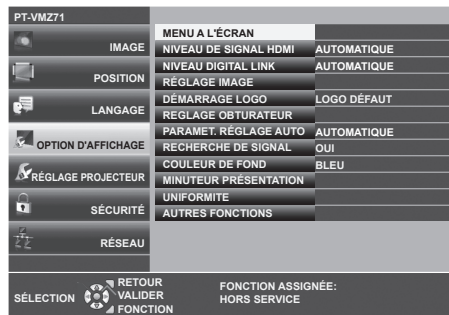 PT-VMZ71
IMAGE
POSITION
LANGAGE
OPTION D'AFFICHAGE
RÉGLAGE PROJECTEUR
SÉCURITÉ
RÉSEAU
MENU A L'ÉCRAN
NIVEAU DE SIGNAL HDMI AUTOMATIQUE
NIVEAU DIGITAL LINK AUTOMATIQUE
RÉGLAGE IMAGE
DÉMARRAGE LOGO LOGO DÉFAUT
REGLAGE OBTURATEUR
PARAMET. RÉGLAGE AUTO AUTOMATIQUE
RECHERCHE DE SIGNAL OUI
COULEUR DE FOND BLEU
MINUTEUR PRÉSENTATION
UNIFORMITE
AUTRES FONCTIONS
SÉLECTION
RETOUR
VALIDER
FONCTION
FONCTION ASSIGNÉE:
HORS SERVICE